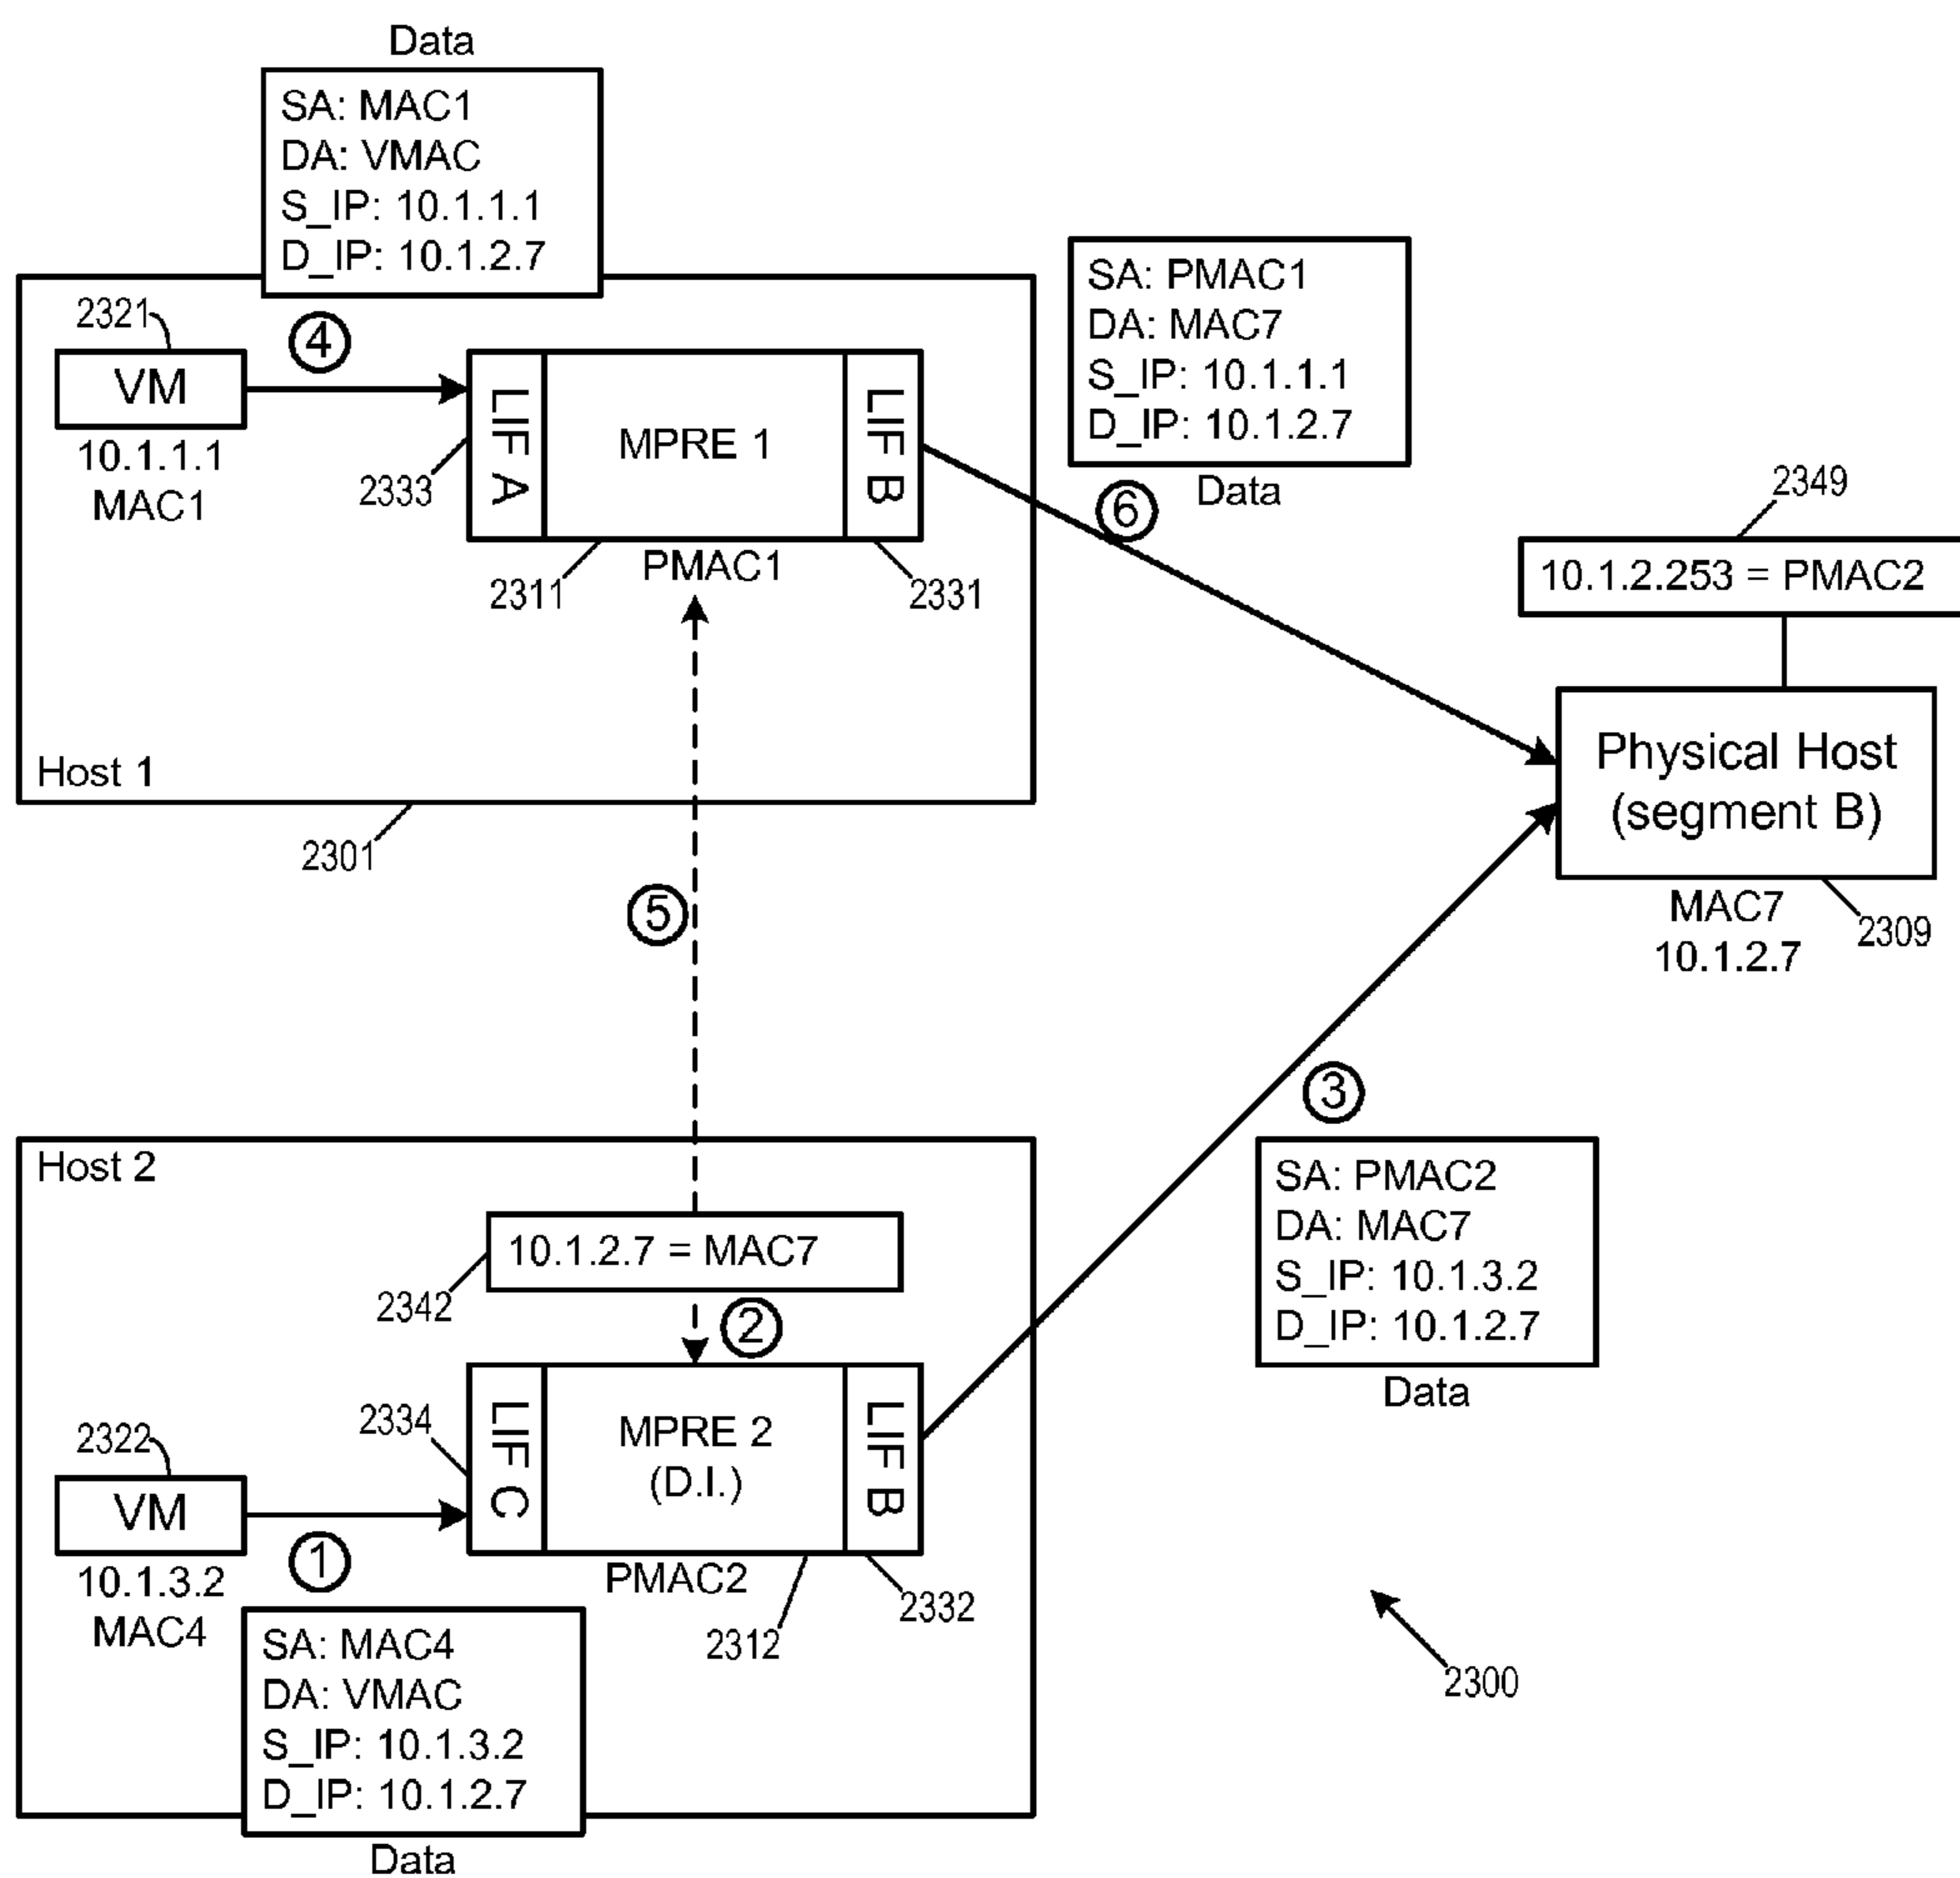 Data
SA: MAC1
DA: VMAC
S_IP: 10.1.1.1
D_IP: 10.1.2.7
2321
VM
10.1.1.1
MAC1
4
2333
LIF A
MPRE 1
LIF B
2311
PMAC1
2331
Host 1
2301
SA: PMAC1
DA: MAC7
S_IP: 10.1.1.1
D_IP: 10.1.2.7
Data
6
2349
10.1.2.253 = PMAC2
Physical Host
(segment B)
MAC7
10.1.2.7
2309
5
Host 2
10.1.2.7 = MAC7
2342
2
3
SA: PMAC2
DA: MAC7
S_IP: 10.1.3.2
D_IP: 10.1.2.7
Data
2322
VM
10.1.3.2
MAC4
1
2334
LIF C
MPRE 2
(D.I.)
LIF B
PMAC2
2312
2332
SA: MAC4
DA: VMAC
S_IP: 10.1.3.2
D_IP: 10.1.2.7
Data
2300